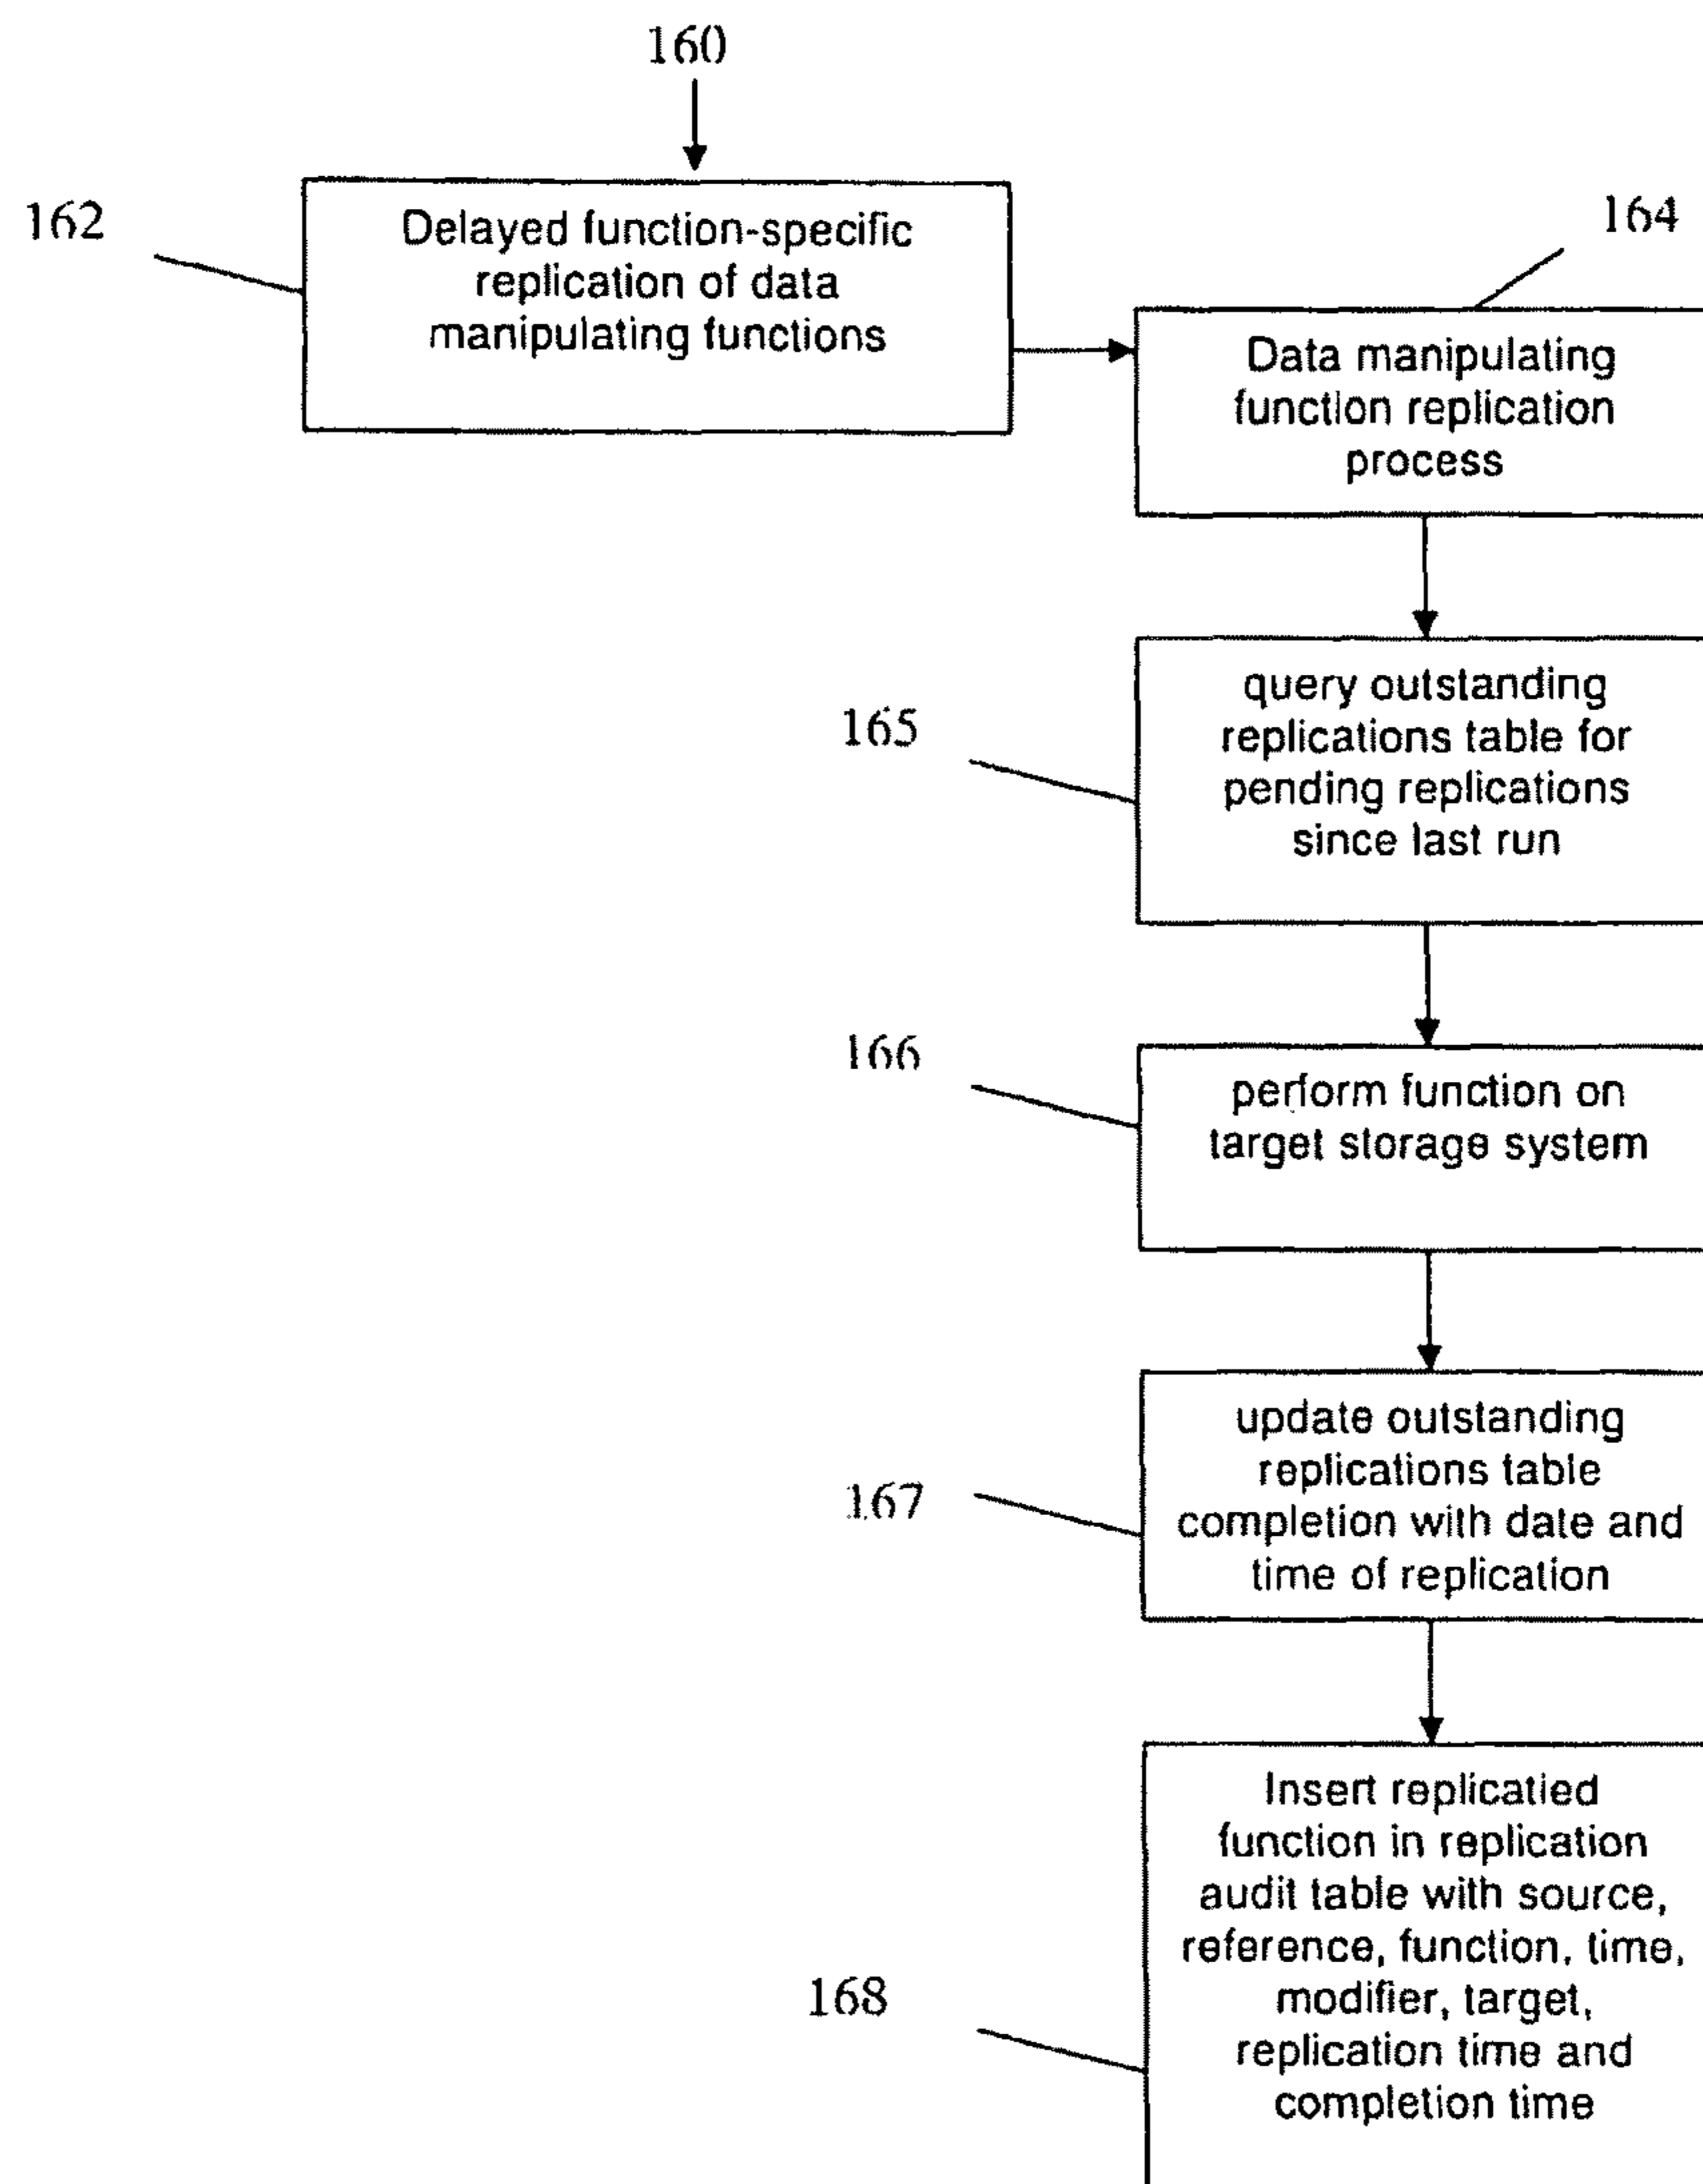 160
162
Delayed function-specific
replication of data
manipulating functions
164
Data manipulating
function replication
process
165
query outstanding
replications table for
pending replications
since last run
166
perform function on
target storage system
167
update outstanding
replications table
completion with date and
time of replication
168
Insert replicatied
function in replication
audit table with source,
reference, function, time,
modifier, target,
replication time and
completion time